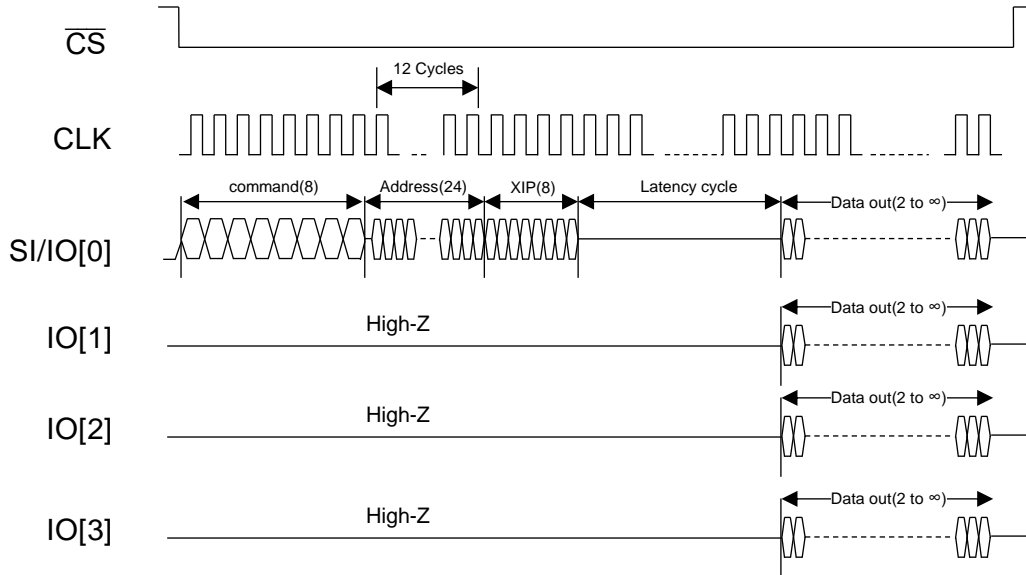 CS
12 Cycles
CLK
command(8)
Address(24)
XIP(8)
Latency cycle
Data out(2 to ∞)
SI/IO[0]
Data out(2 to ∞)
High-Z
IO[1]
Data out(2 to ∞)
High-Z
IO[2]
Data out(2 to ∞)
High-Z
IO[3]